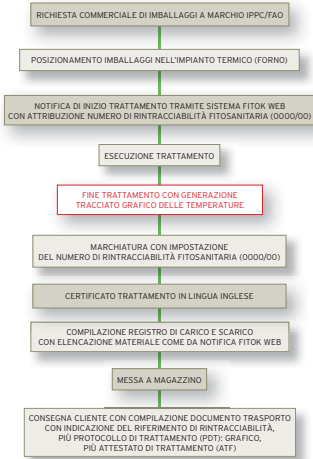 RICHIESTA COMMERCIALE DI IMBALLAGGI A MARCHIO IPPC/FAO
POSIZIONAMENTO IMBALLAGGI NELL'IMPIANTO TERMICO (FORNO)
NOTIFICA DI INIZIO TRATTAMENTO TRAMITE SISTEMA FITOK WEB
CON ATTRIBUZIONE NUMERO DI RINTRACCIABILITÀ FITOSANITARIA (0000/00)
ESECUZIONE TRATTAMENTO
FINE TRATTAMENTO CON GENERAZIONE
TRACCIATO GRAFICO DELLE TEMPERATURE
MARCHIATURA CON IMPOSTAZIONE
DEL NUMERO DI RINTRACCIABILITÀ FITOSANITARIA (0000/00)
CERTIFICATO TRATTAMENTO IN LINGUA INGLESE
COMPILAZIONE REGISTRO DI CARICO E SCARICO
CON ELENCAZIONE MATERIALE COME DA NOTIFICA FITOK WEB
MESSA A MAGAZZINO
CONSEGNA CLIENTE CON COMPILAZIONE DOCUMENTO TRASPORTO
CON INDICAZIONE DEL RIFERIMENTO DI RINTRACCIABILITÀ,
PIÙ PROTOCOLLO DI TRATTAMENTO (PDT): GRAFICO,
PIÙ ATTESTATO DI TRATTAMENTO (ATF)